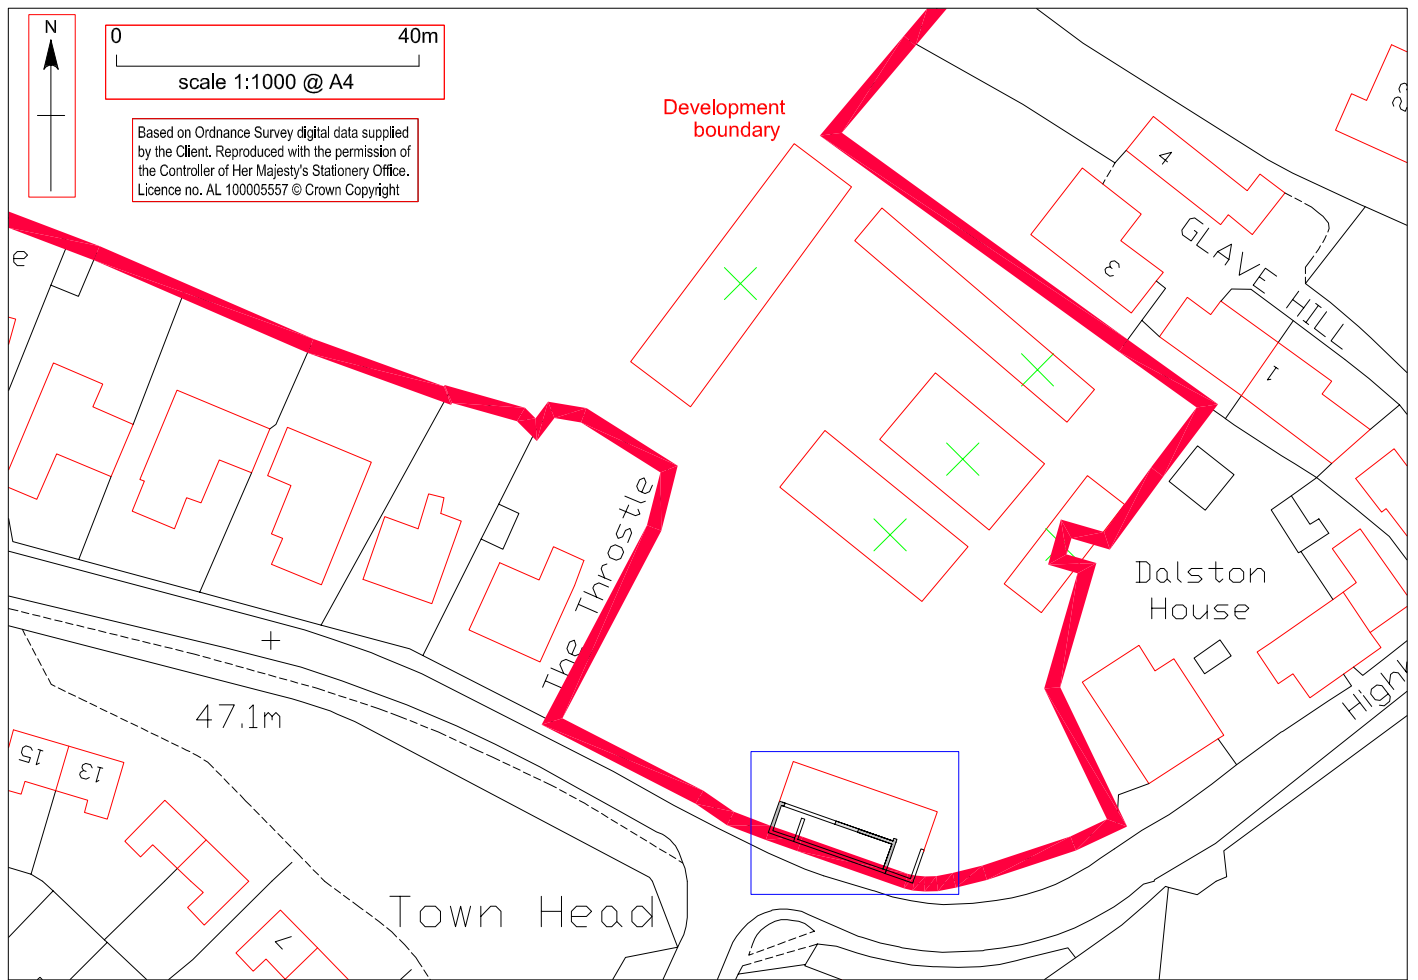 N
0 40m
scale 1:1000 @ A4
Based on Ordnance Survey digital data supplied
by the Client. Reproduced with the permission of
the Controller of Her Majesty's Stationery Office.
Licence no. AL 100005557 © Crown Copyright
Development
boundary
4
3
GLAVE HILL
1
e
The Throstle
Dalston
House
47.1m
15
13
7
Town Head